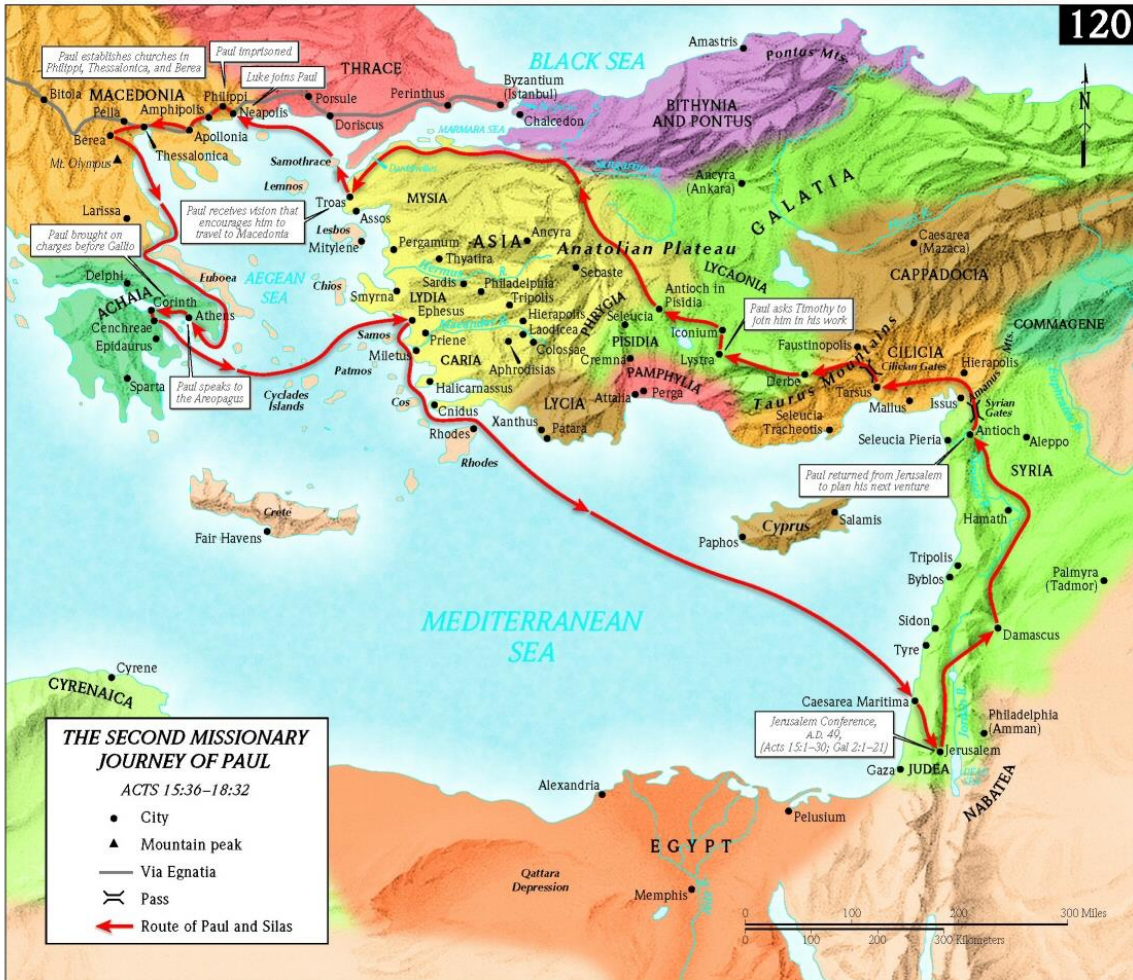 120
BLACK SEA
Amastris
Pontus Mts.
Paul establishes churches in
Philippi, Thessalonica, and Berea
Paul imprisoned
Luke joins Paul
THRACE
Byzantium
(Istanbul)
Bitola
MACEDONIA
Philippi
Porsule
Perinthus
BITHYNIA
AND PONTUS
Pella
Amphipolis
Neapolis
Doriscus
Chalcedon
MARMARA SEA
Berea
Apollonia
Thessalonica
Mt. Olympus
Samothrace
Dardanelles
Lemnos
Ancyra
(Ankara)
GALATIA
Troas
MYSIA
Larissa
Paul receives vision that
encourages him to
travel to Macedonia
Assos
Paul brought on
charges before Gallio
Lesbos
Mitylene
Pergamum
ASIA
Ancyra
Anatolian Plateau
Caesarea
(Mazaca)
Thyatira
LYCAONIA
CAPPADOCIA
Delphi
Euboea
AEGEAN
SEA
Hermus R.
Sardis
Philadelphia
Sebaste
Chios
Smyrna
LYDIA
Tripolis
PHRYGIA
Antioch in
Pisidia
ACHAIA
Corinth
Athens
Ephesus
Hierapolis
Seleucia
Iconium
Paul asks Timothy to
join him in his work
COMMAGENE
Cenchreae
Samos
Maeander R.
Priene
Laodicea
PISIDIA
Faustinopolis
CILICIA
Epidaurus
Miletus
Colossae
Cremna
Lystra
Cilician Gates
Hierapolis
Patmos
CARIA
Aphrodisias
PAMPHYLIA
Derbe
Taurus Mountains
Tarsus
Amanus Mts.
Sparta
Paul speaks to
the Areopagus
Cyclades
Islands
Halicarnassus
LYCIA
Attalia
Perga
Mallus
Issus
Syrian
Gates
Cos
Cnidus
Xanthus
Seleucia
Tracheotis
Rhodes
Patara
Seleucia Pieria
Antioch
Aleppo
Rhodes
SYRIA
Paul returned from Jerusalem
to plan his next venture
Crete
Cyprus
Salamis
Hamath
Fair Havens
Paphos
Tripolis
Byblos
Palmyra
(Tadmor)
MEDITERRANEAN
SEA
Sidon
Damascus
Tyre
Cyrene
CYRENAICA
Caesarea Maritima
Jordan R.
Philadelphia
(Amman)
Jerusalem Conference,
A.D. 49,
(Acts 15:1–30; Gal 2:1–21)
Jerusalem
Gaza
JUDEA
NABATEA
Alexandria
Pelusium
EGYPT
Qattara
Depression
Memphis
THE SECOND MISSIONARY
JOURNEY OF PAUL
ACTS 15:36–18:32
City
Mountain peak
Via Egnatia
Pass
Route of Paul and Silas
N
0 100 200 300 Miles
0 100 200 300 Kilometers